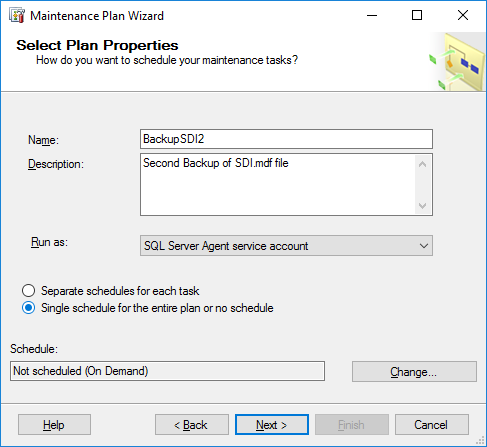 Maintenance Plan Wizard
Select Plan Properties
How do you want to schedule your maintenance tasks?
Name:
BackupSDI2
Description:
Second Backup of SDI.mdf file
Run as:
SQL Server Agent service account
Separate schedules for each task
Single schedule for the entire plan or no schedule
Schedule:
Not scheduled (On Demand)
Change...
Help
< Back
Next >
Finish
Cancel